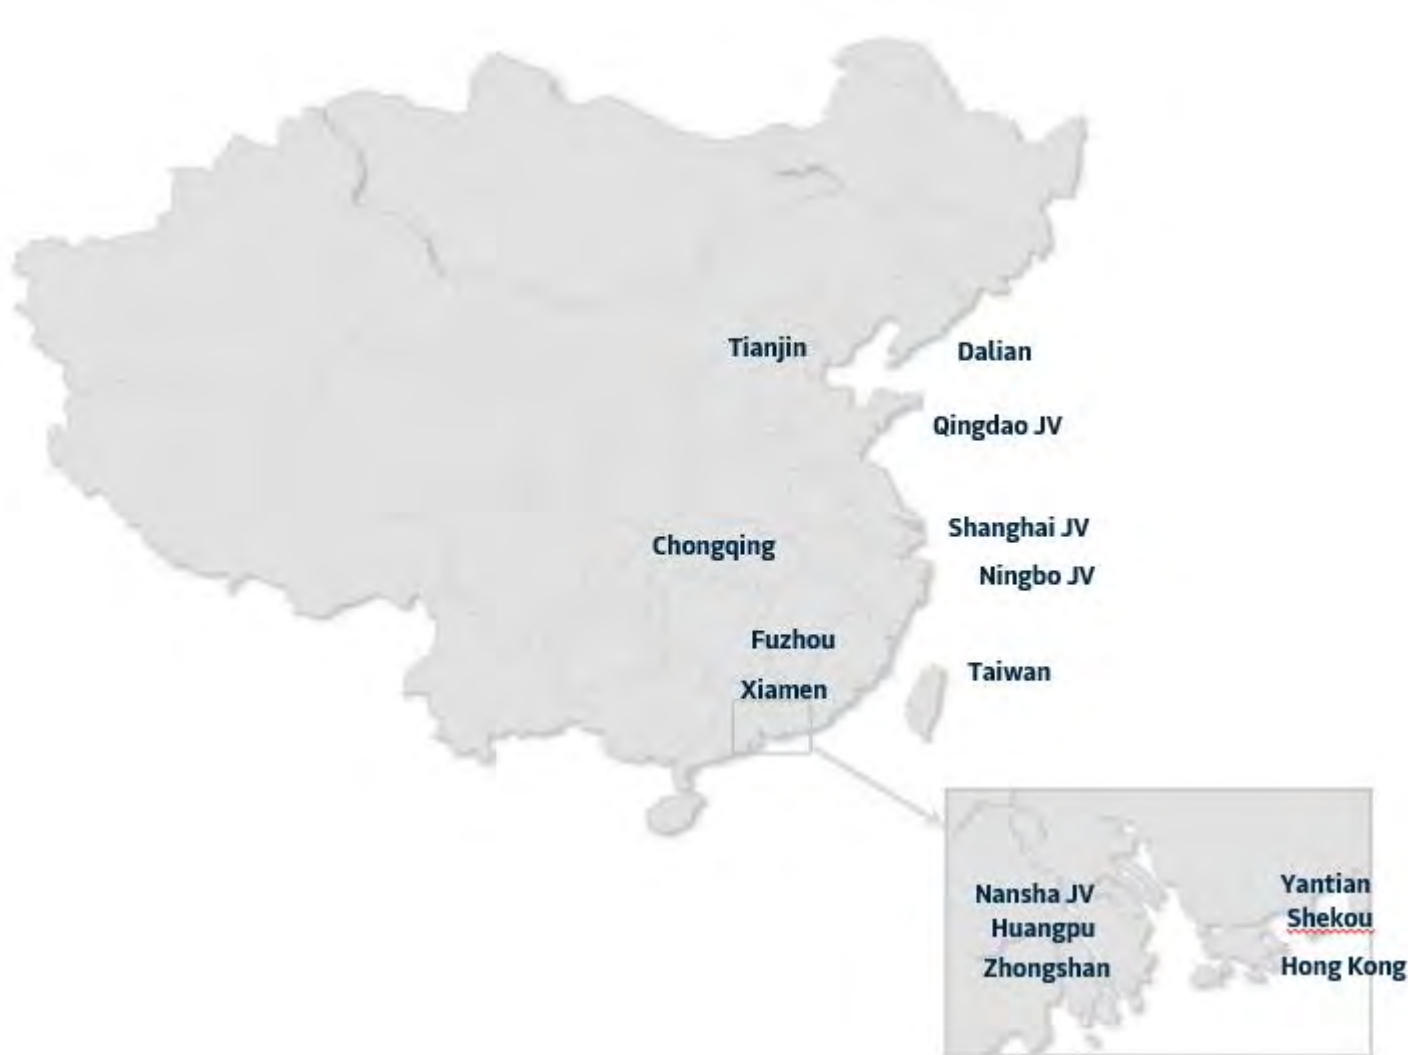 Tianjin
Dalian
Qingdao JV
Shanghai JV
Chongqing
Ningbo JV
Fuzhou
Taiwan
Xiamen
Nansha JV
Huangpu
Zhongshan
Yantian
Shekou
Hong Kong